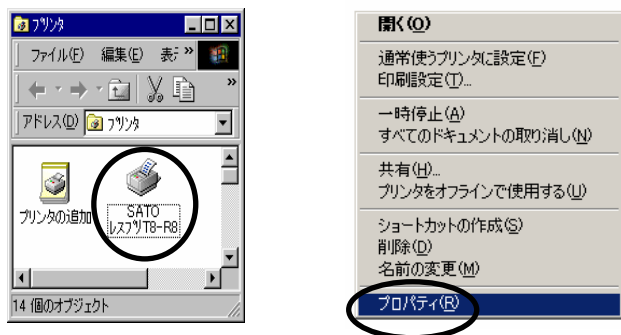 プリンタ
ファイル(F) 編集(E) 表示 »
»
アドレス(D) プリンタ
プリンタの追加
SATO
レスプリT8-R8
14 個のオブジェクト
開く(O)
通常使うプリンタに設定(F)
印刷設定(T)...
一時停止(A)
すべてのドキュメントの取り消し(N)
共有(H)...
プリンタをオフラインで使用する(U)
ショートカットの作成(S)
削除(D)
名前の変更(M)
プロパティ(R)